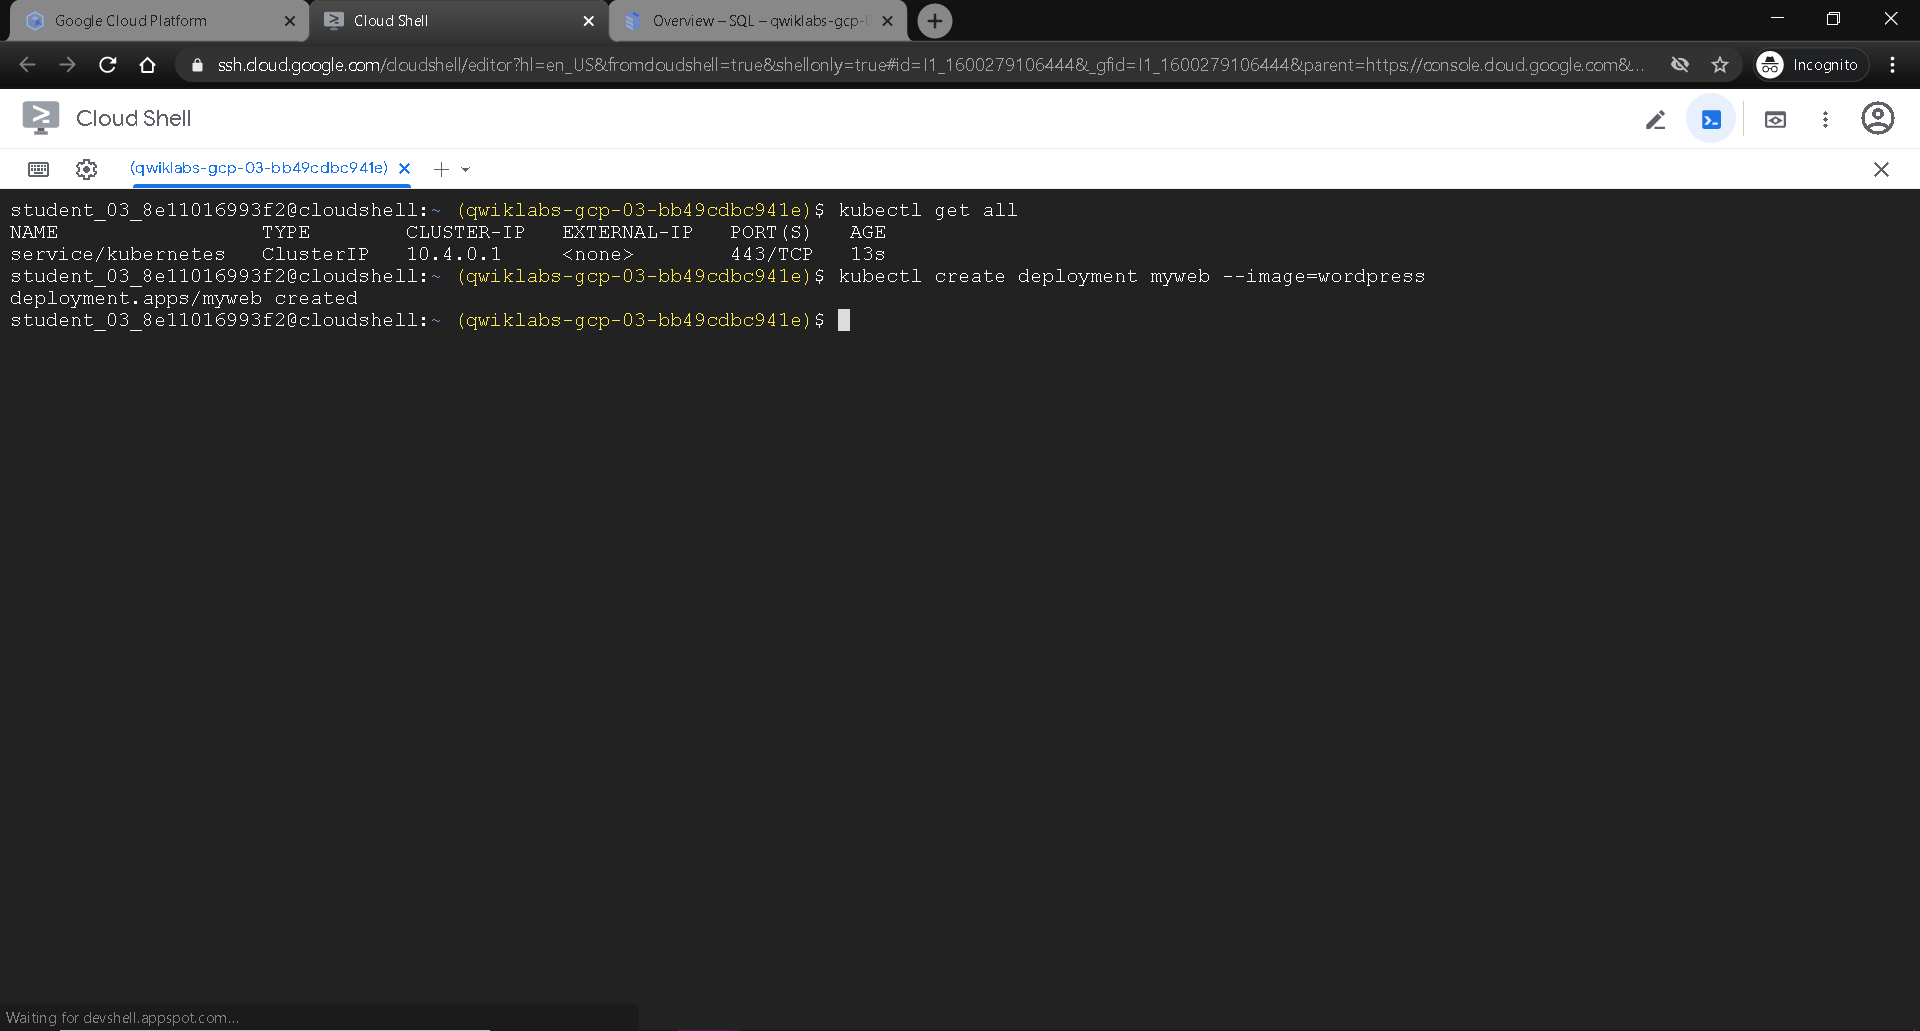 Google Cloud Platform
Cloud Shell
Overview – SQL – qwiklabs-gcp-0
ssh.cloud.google.com/cloudshell/editor?hl=en_US&fromcloudshell=true&shellonly=true#id=I1_1600279106444&_gfid=I1_1600279106444&parent=https://console.cloud.google.com&...
Incognito
Cloud Shell
(qwiklabs-gcp-03-bb49cdbc941e)
student_03_8e11016993f2@cloudshell:~ (qwiklabs-gcp-03-bb49cdbc941e)$ kubectl get all
NAME TYPE CLUSTER-IP EXTERNAL-IP PORT(S) AGE
service/kubernetes ClusterIP 10.4.0.1 <none> 443/TCP 13s
student_03_8e11016993f2@cloudshell:~ (qwiklabs-gcp-03-bb49cdbc941e)$ kubectl create deployment myweb --image=wordpress
deployment.apps/myweb created
student_03_8e11016993f2@cloudshell:~ (qwiklabs-gcp-03-bb49cdbc941e)$
Waiting for devshell.appspot.com...